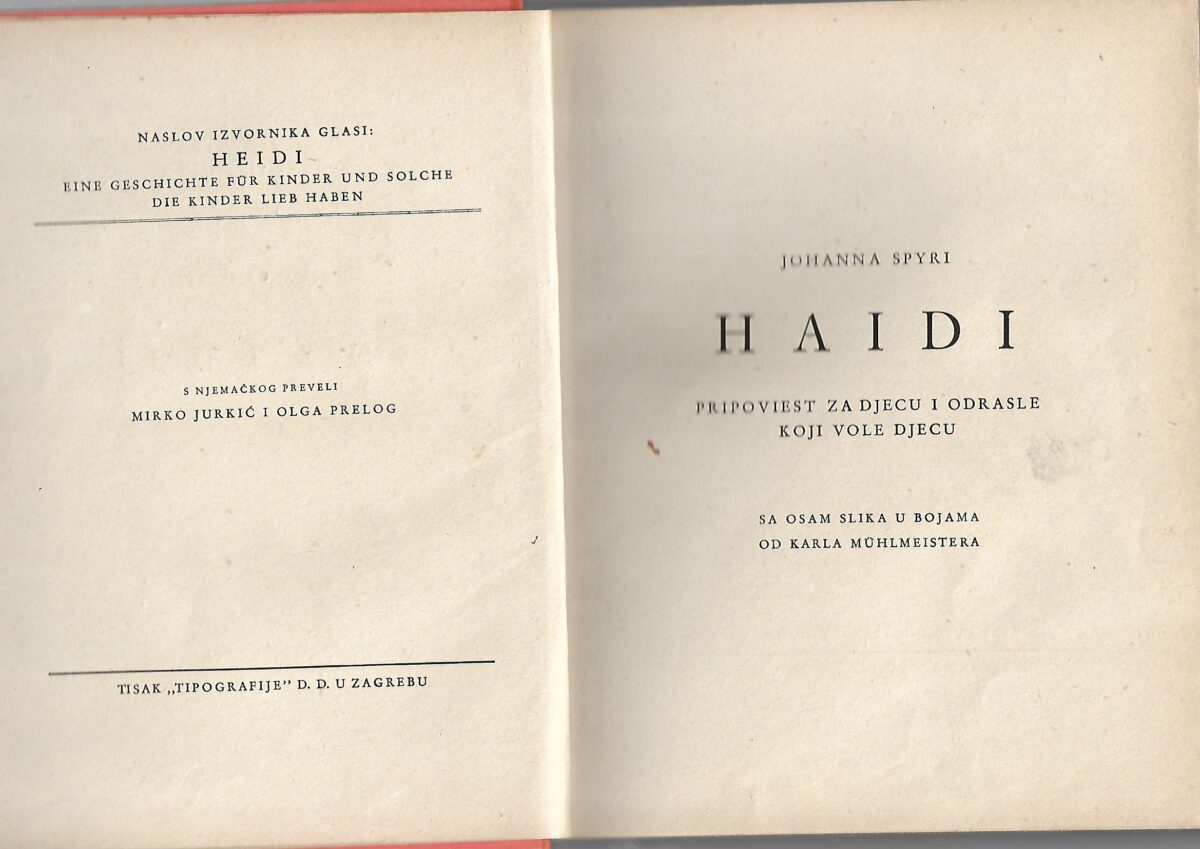 NASLOV IZVORNIKA GLASI:
HEIDI
EINE GESCHICHTE FÜR KINDER UND SOLCHE
DIE KINDER LIEB HABEN
S NJEMAČKOG PREVELI
MIRKO JURKIĆ I OLGA PRELOG
TISAK „TIPOGRAFIJE” D. D. U ZAGREBU
JOHANNA SPYRI
HAIDI
PRIPOVIEST ZA DJECU I ODRASLE
KOJI VOLE DJECU
SA OSAM SLIKA U BOJAMA
OD KARLA MÜHLMEISTERA